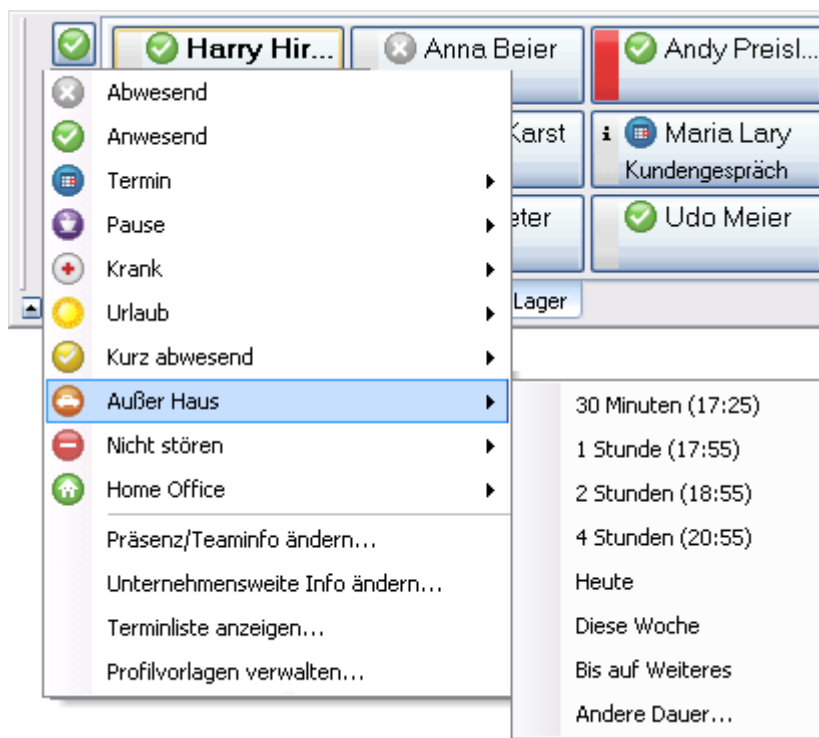 Harry Hir... Anna Beier Andy Preisl...
Karst i Maria Lary
Kundengespräch
Udo Meier
Lager
Abwesend
Anwesend
Termin
Pause
Krank
Urlaub
Kurz abwesend
Außer Haus
Nicht stören
Home Office
Präsenz/Teaminfo ändern...
Unternehmensweite Info ändern...
Terminliste anzeigen...
Profilvorlagen verwalten...
30 Minuten (17:25)
1 Stunde (17:55)
2 Stunden (18:55)
4 Stunden (20:55)
Heute
Diese Woche
Bis auf Weiteres
Andere Dauer...